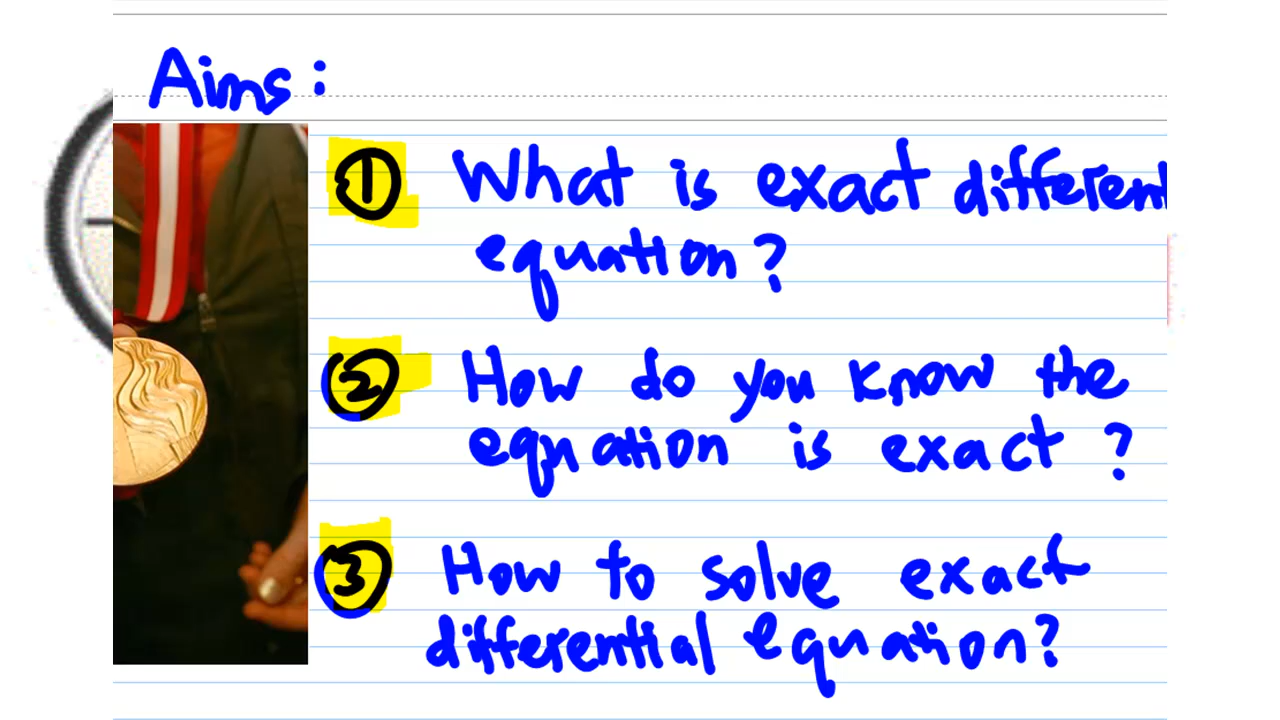 Aims:
① What is exact different
equation?
② How do you know the
equation is exact?
③ How to solve exact
differential equation?